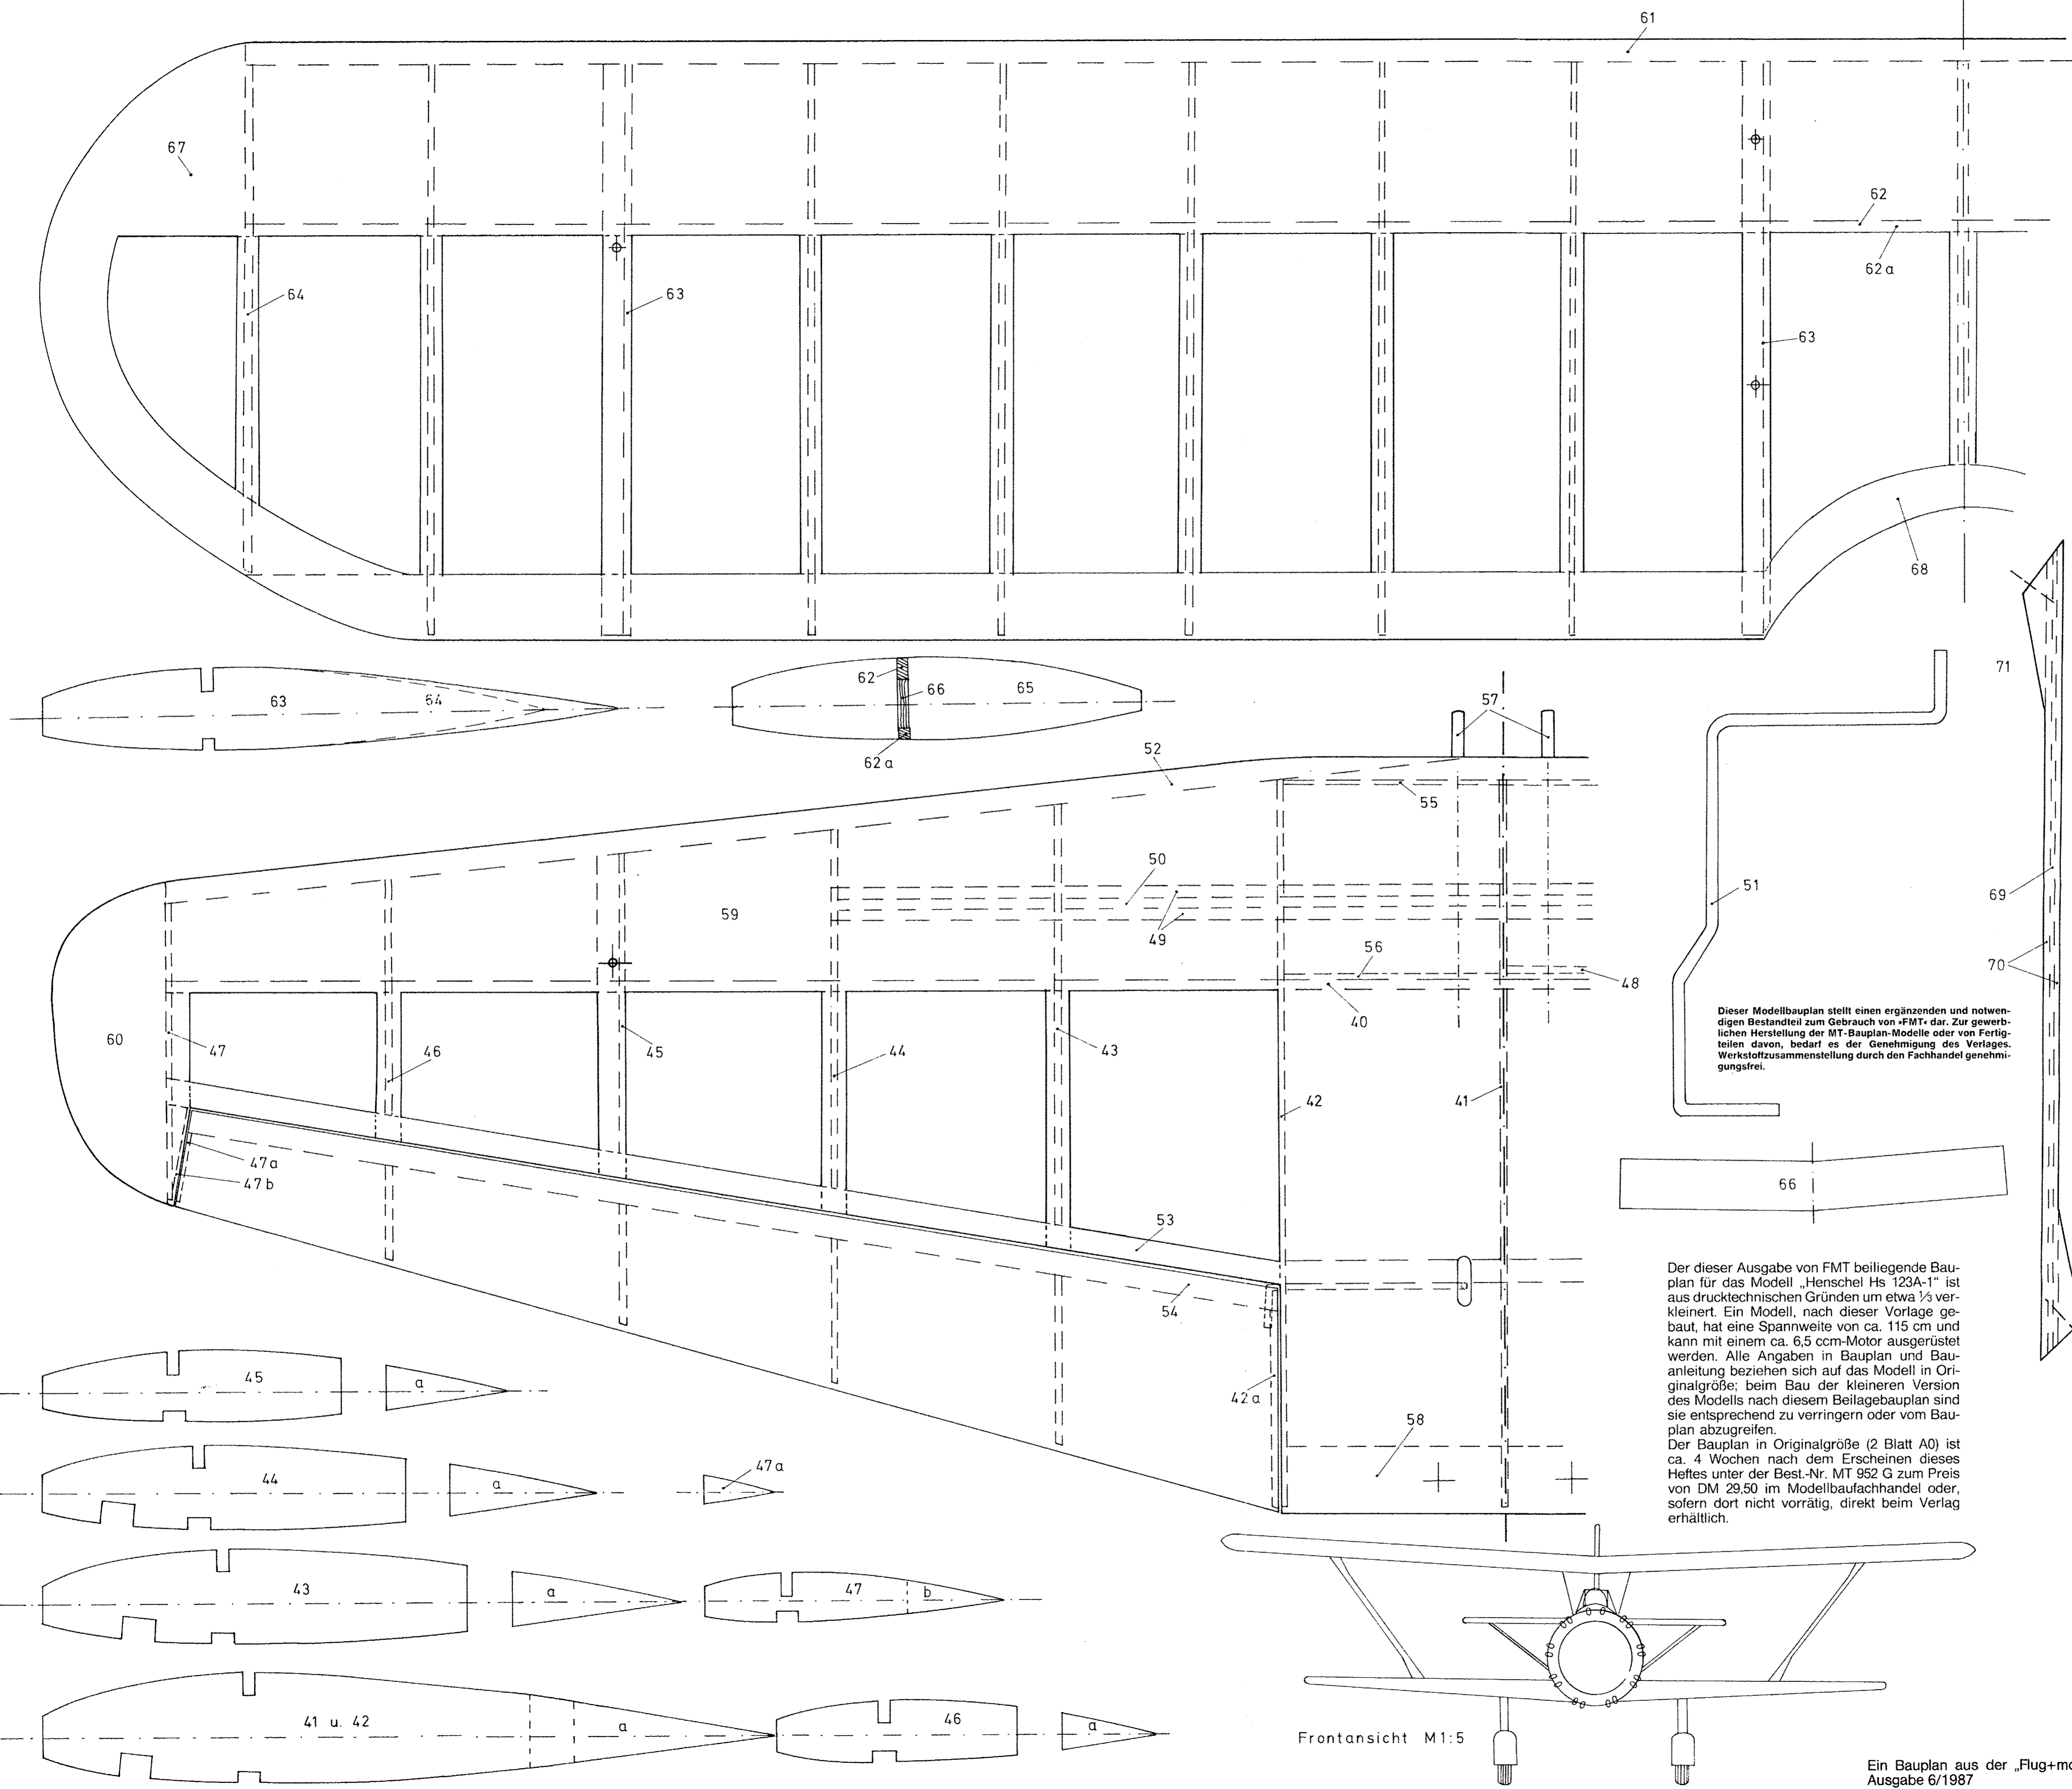 61
67
62
62 a
64
63
63
68
63
64
62
66
65
62 a
57
71
52
55
51
50
59
49
69
56
48
70
40
60
47
46
45
44
43
42
41
Dieser Modellbauplan stellt einen ergänzenden und notwen-
digen Bestandteil zum Gebrauch von »FMT« dar. Zur gewerb-
lichen Herstellung der MT-Bauplan-Modelle oder von Fertig-
teilen davon, bedarf es der Genehmigung des Verlages.
Werkstoffzusammenstellung durch den Fachhandel genehmi-
gungsfrei.
47a
47 b
66
53
54
Der dieser Ausgabe von FMT beiliegende Bau-
plan für das Modell „Henschel Hs 123A-1" ist
aus drucktechnischen Gründen um etwa ⅓ ver-
kleinert. Ein Modell, nach dieser Vorlage ge-
baut, hat eine Spannweite von ca. 115 cm und
kann mit einem ca. 6,5 ccm-Motor ausgerüstet
werden. Alle Angaben in Bauplan und Bau-
anleitung beziehen sich auf das Modell in Ori-
ginalgröße; beim Bau der kleineren Version
des Modells nach diesem Beilagebauplan sind
sie entsprechend zu verringern oder vom Bau-
plan abzugreifen.
Der Bauplan in Originalgröße (2 Blatt A0) ist
ca. 4 Wochen nach dem Erscheinen dieses
Heftes unter der Best.-Nr. MT 952 G zum Preis
von DM 29,50 im Modellbaufachhandel oder,
sofern dort nicht vorrätig, direkt beim Verlag
erhältlich.
45
a
42 a
58
44
a
47a
43
a
47
b
41 u. 42
a
46
a
Frontansicht M1:5
Ein Bauplan aus der „Flug+mo
Ausgabe 6/1987